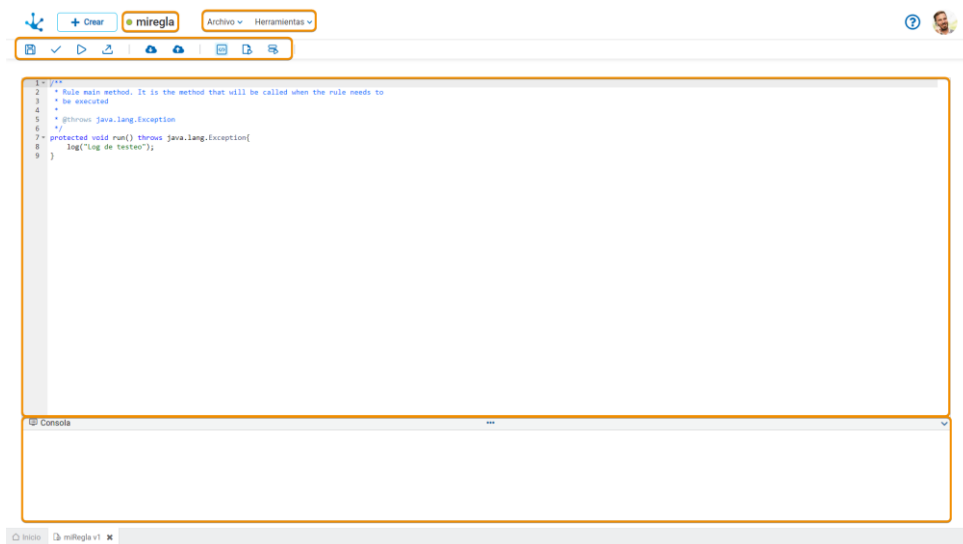 Crear
miregla
Archivo
Herramientas
1 /**
2 * Rule main method. It is the method that will be called when the rule needs to
3 * be executed
4 *
5 * @throws java.lang.Exception
6 */
7 protected void run() throws java.lang.Exception{
8 log("Log de testeo");
9 }
Consola
Inicio
miRegla v1